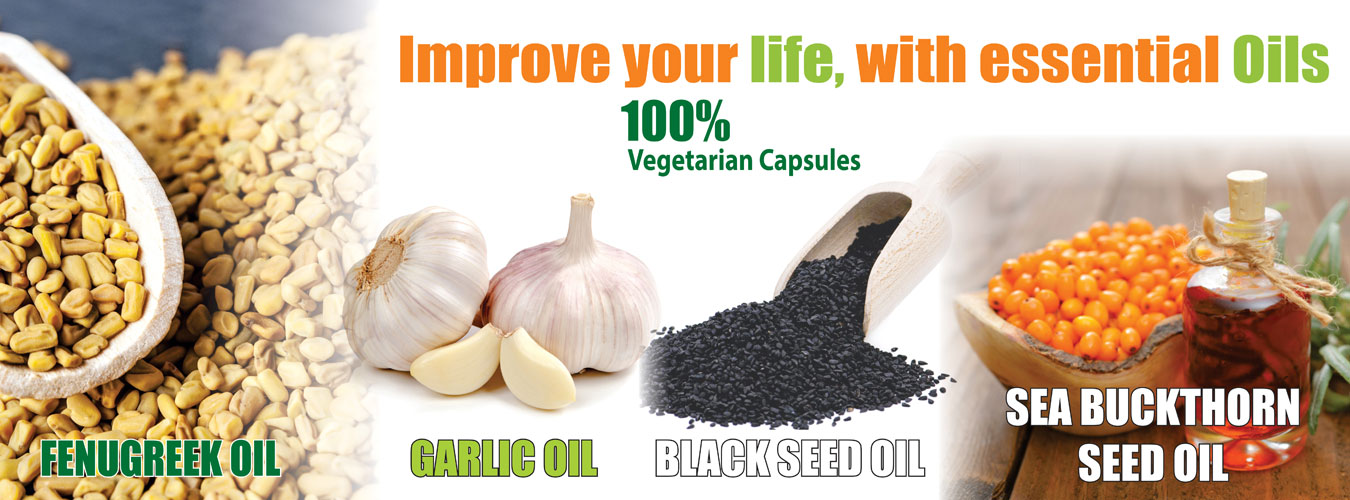 Improve your life, with essential Oils
100%
Vegetarian Capsules
FENUGREEK OIL
GARLIC OIL
BLACK SEED OIL
SEA BUCKTHORN
SEED OIL